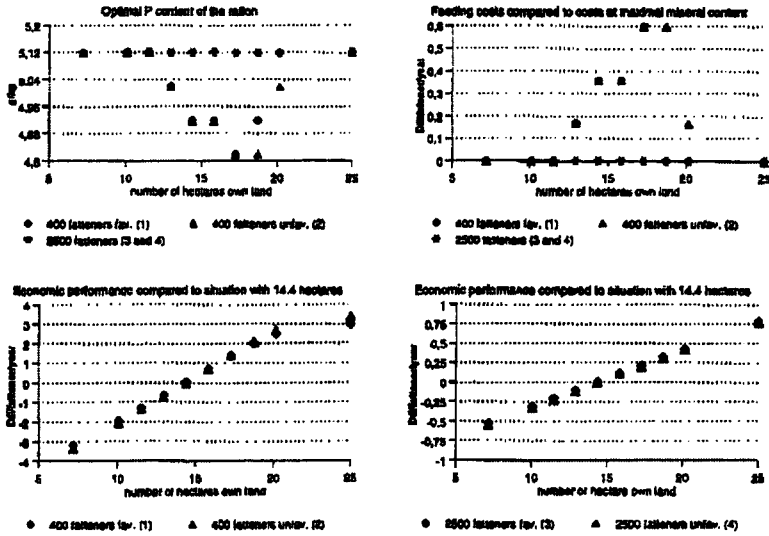 Optimal P content of the ration
5,2
5,12
5,04
4,96
4,88
4,8
g/kg
5 10 15 20 25
number of hectares own land
400 fatteners fav. (1) 400 fatteners unfav. (2)
2500 fatteners (3 and 4)
Feeding costs compared to costs at maximal mineral content
0,6
0,5
0,4
0,3
0,2
0,1
0
5 10 15 20 25
number of hectares own land
400 fatteners fav. (1) 400 fatteners unfav. (2)
2500 fatteners (3 and 4)
Economic performance compared to situation with 14.4 hectares
4
3
2
1
0
-1
-2
-3
-4
5 10 15 20 25
number of hectares own land
400 fatteners fav. (1) 400 fatteners unfav. (2)
Economic performance compared to situation with 14.4 hectares
1
0,75
0,5
0,25
0
-0,25
-0,5
-0,75
-1
5 10 15 20 25
number of hectare own land
2500 fatteners fav. (3) 2500 fatteners unfav. (4)